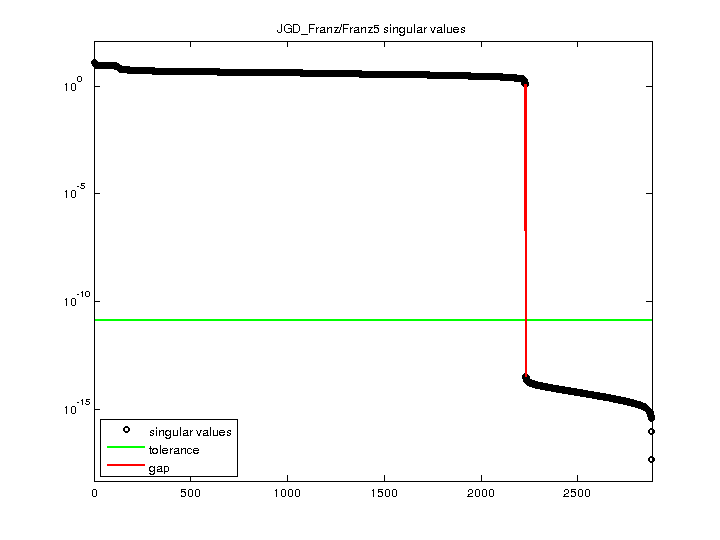 JGD_Franz/Franz5 singular values
10^0
10^-5
10^-10
10^-15
singular values
tolerance
gap
0 500 1000 1500 2000 2500